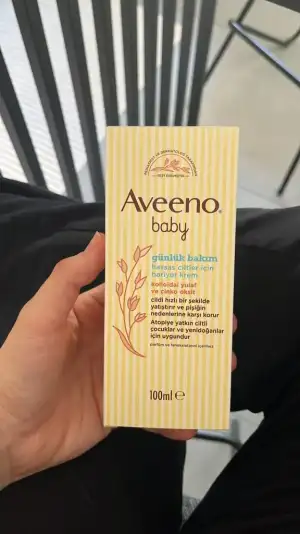 Aveeno®
baby
günlük bakım
hassas ciltler için
bariyer krem
kolloidal yulaf
ve çinko oksit
cildi hızlı bir şekilde
yatıştırır ve pişiğin
nedenlerine karşı korur
Atopiye yatkın ciltli
çocuklar ve yenidoğanlar
için uygundur
100ml ℮